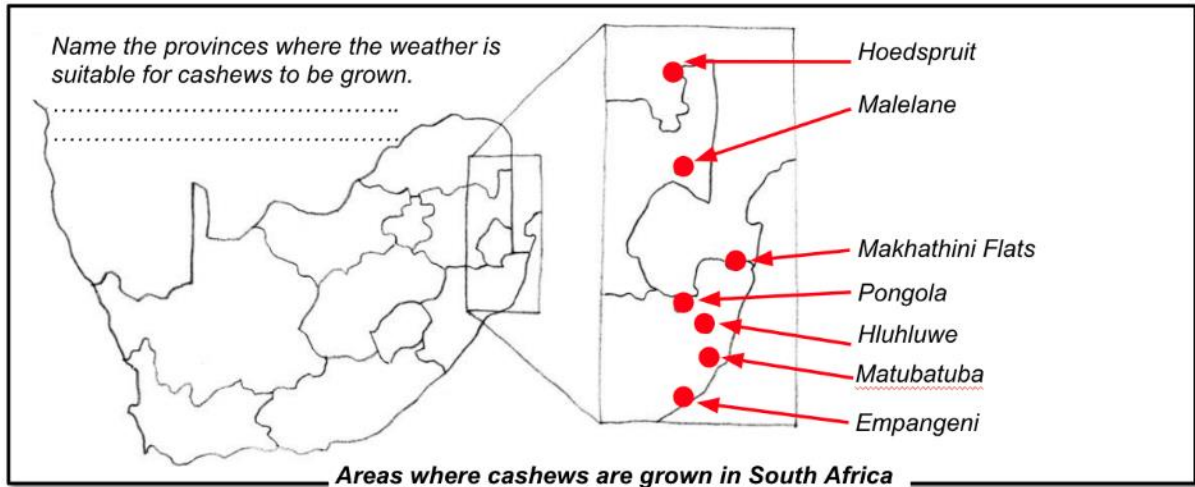 Name the provinces where the weather is
suitable for cashews to be grown.
……………………………………..
……………………………………..
Hoedspruit
Malelane
Makhathini Flats
Pongola
Hluhluwe
Matubatuba
Empangeni
Areas where cashews are grown in South Africa